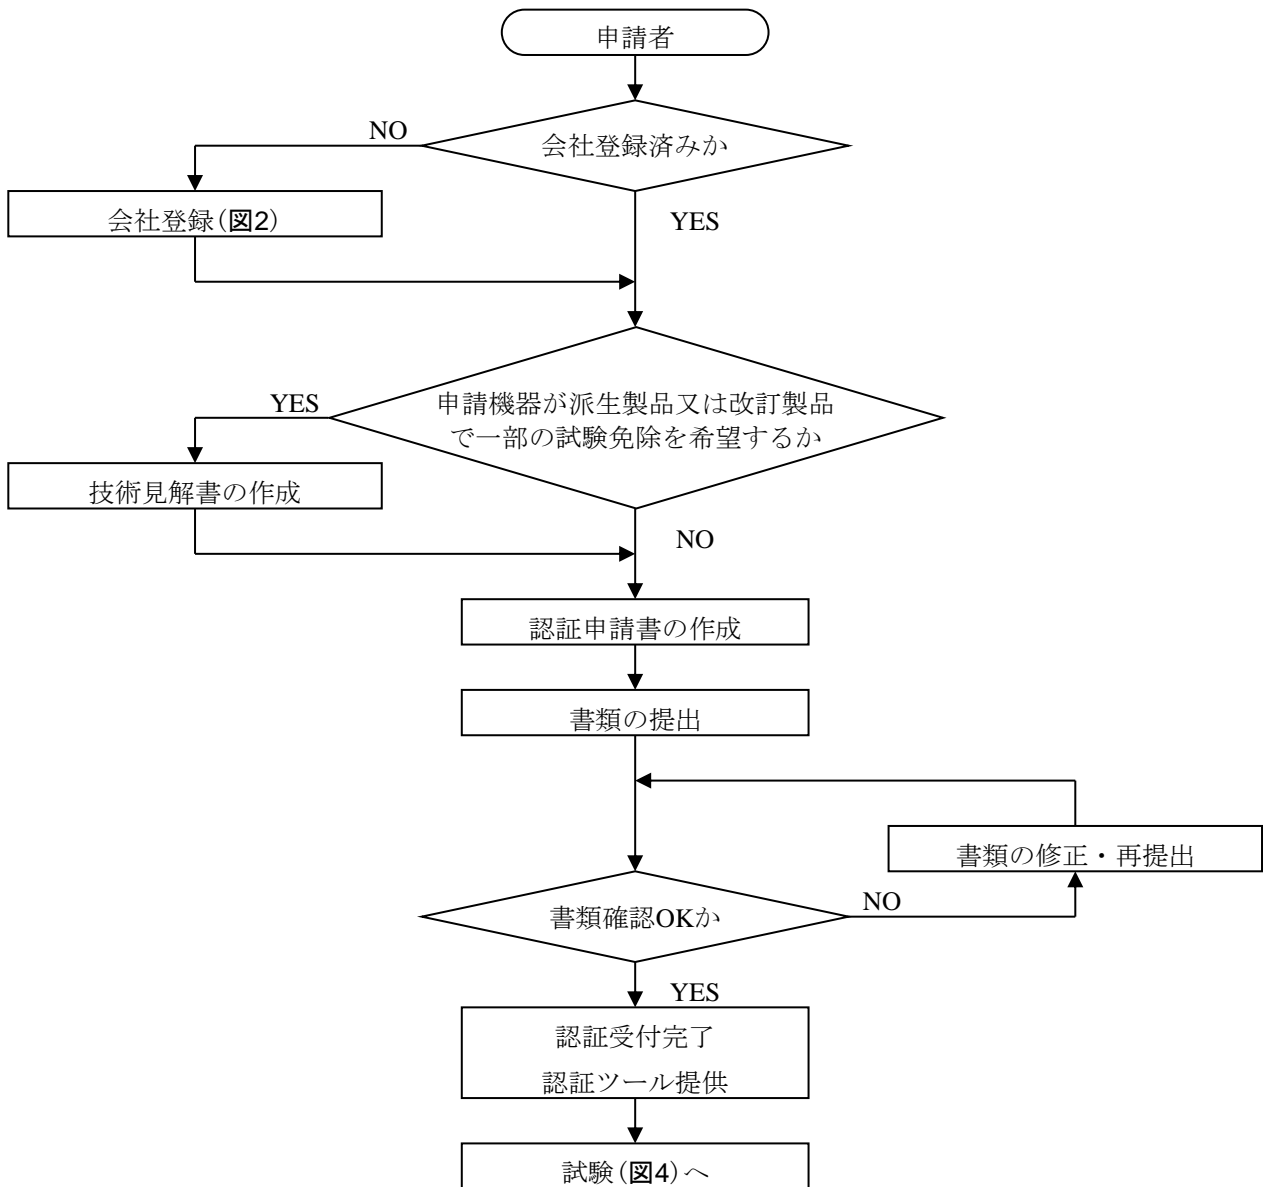 申請者
会社登録済みか
NO
会社登録(図2)
YES
申請機器が派生製品又は改訂製品
で一部の試験免除を希望するか
YES
技術見解書の作成
NO
認証申請書の作成
書類の提出
書類の修正・再提出
書類確認OKか
NO
YES
認証受付完了
認証ツール提供
試験(図4)へ